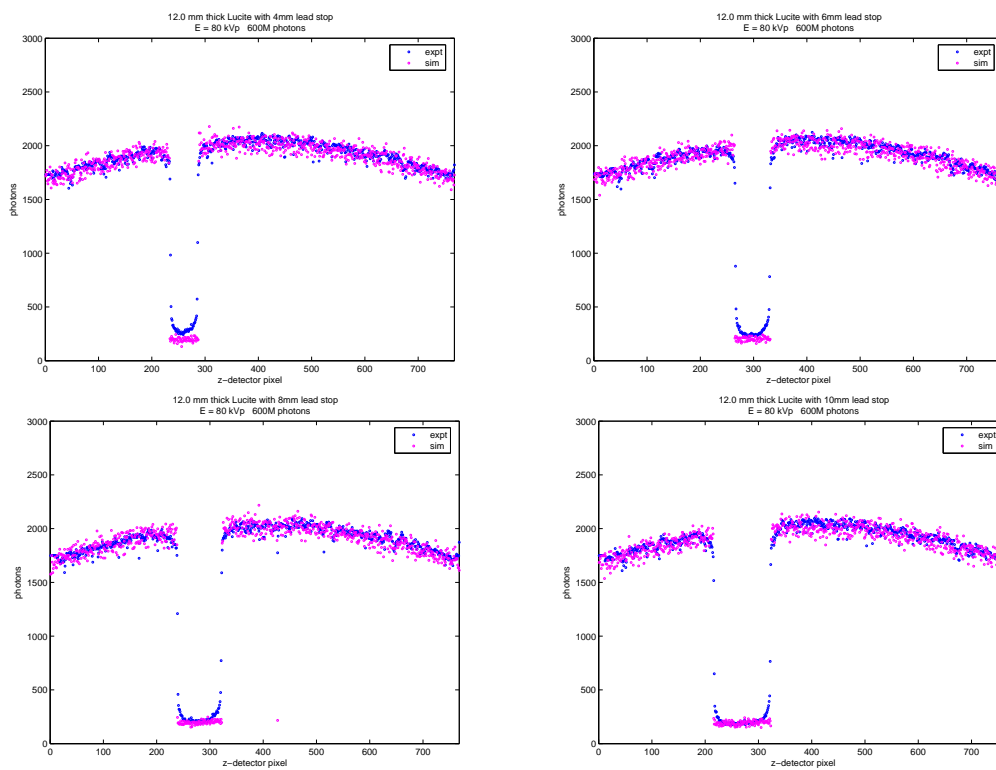 12.0 mm thick Lucite with 4mm lead stop
E = 80 kVp 600M photons
3000
2500
2000
1500
1000
500
0
photons
expt
sim
0 100 200 300 400 500 600 700
z−detector pixel
12.0 mm thick Lucite with 6mm lead stop
E = 80 kVp 600M photons
3000
2500
2000
1500
1000
500
0
photons
expt
sim
0 100 200 300 400 500 600 700
z−detector pixel
12.0 mm thick Lucite with 8mm lead stop
E = 80 kVp 600M photons
3000
2500
2000
1500
1000
500
0
photons
expt
sim
0 100 200 300 400 500 600 700
z−detector pixel
12.0 mm thick Lucite with 10mm lead stop
E = 80 kVp 600M photons
3000
2500
2000
1500
1000
500
0
photons
expt
sim
0 100 200 300 400 500 600 700
z−detector pixel